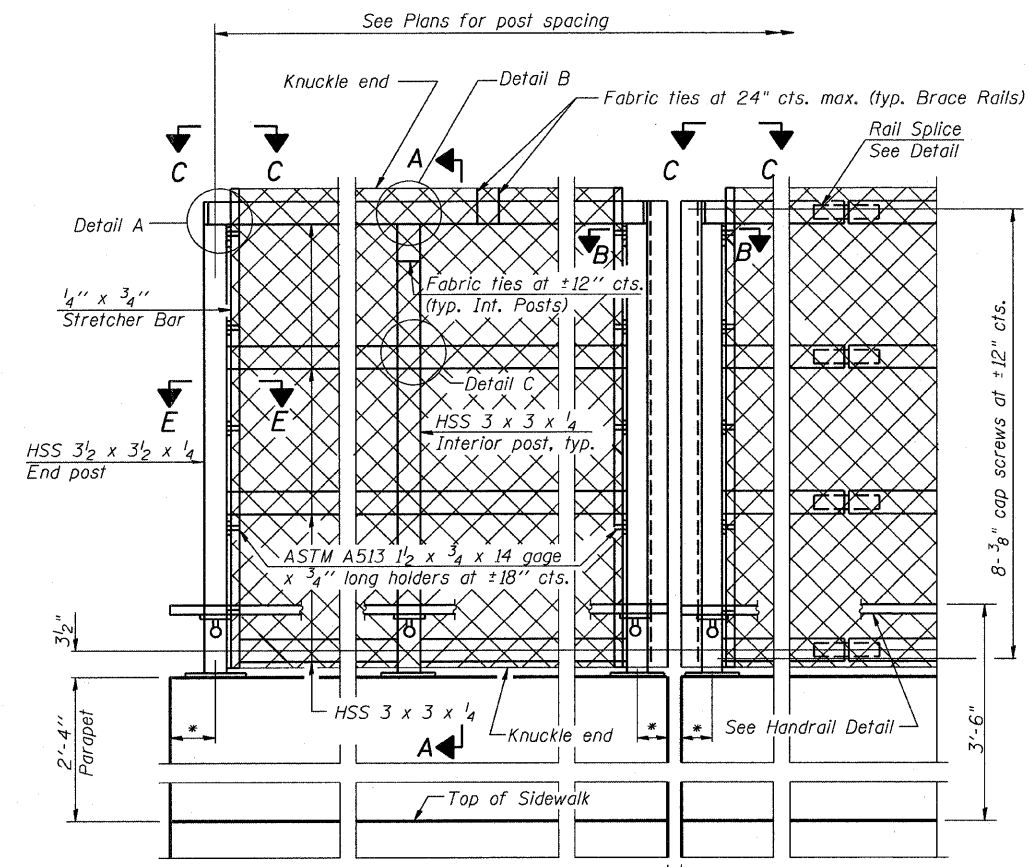 See Plans for post spacing
Knuckle end
Detail B
Fabric ties at 24" cts. max. (typ. Brace Rails)
Rail Splice
See Detail
C
C
A
C
C
Detail A
B
B
Fabric ties at ±12" cts.
(typ. Int. Posts)
1/4" x 3/4"
Stretcher Bar
Detail C
E
E
HSS 3 x 3 x 1/4
Interior post, typ.
HSS 3 1/2 x 3 1/2 x 1/4
End post
8- 3/8" cap screws at ±12" cts.
ASTM A513 1 1/2 x 3/4 x 14 gage
x 3/4" long holders at ±18" cts.
3 1/2"
HSS 3 x 3 x 1/4
Knuckle end
See Handrail Detail
*
*
*
A
2'-4"
Parapet
3'-6"
Top of Sidewalk